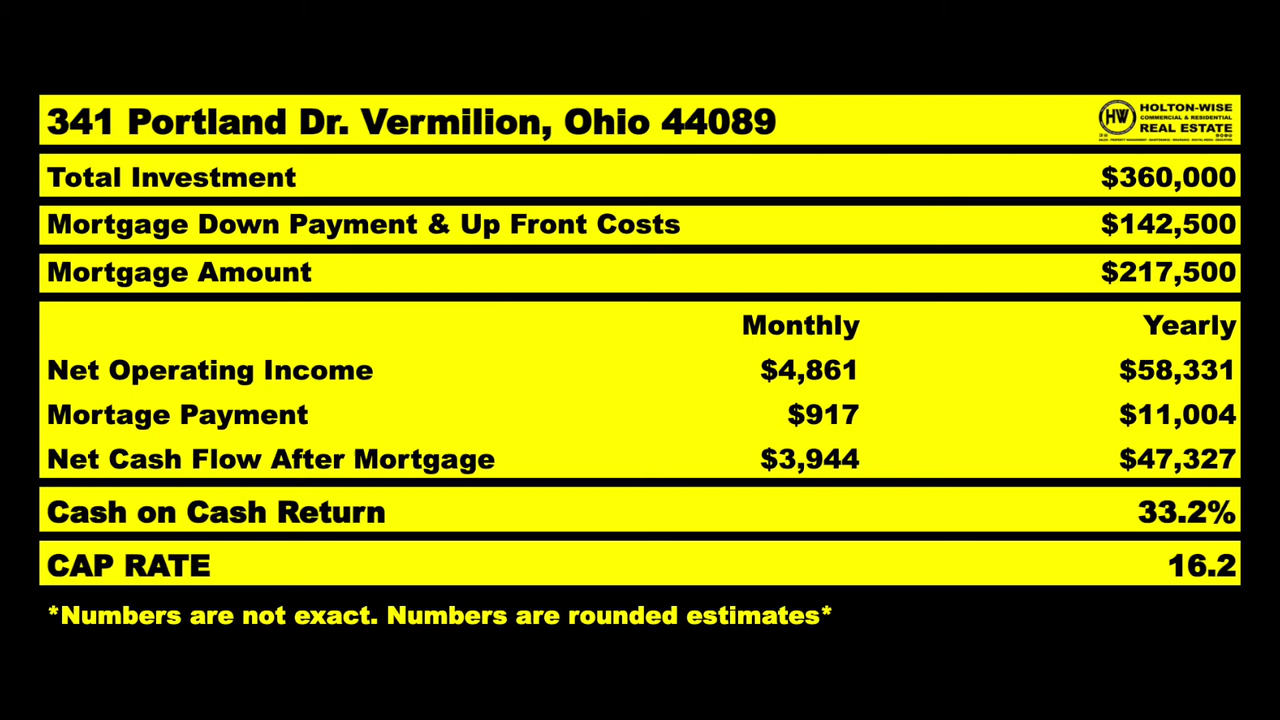 341 Portland Dr. Vermilion, Ohio 44089
HW
HOLTON-WISE
COMMERCIAL & RESIDENTIAL
REAL ESTATE
Total Investment $360,000
Mortgage Down Payment & Up Front Costs $142,500
Mortgage Amount $217,500
Monthly Yearly
Net Operating Income $4,861 $58,331
Mortage Payment $917 $11,004
Net Cash Flow After Mortgage $3,944 $47,327
Cash on Cash Return 33.2%
CAP RATE 16.2
*Numbers are not exact. Numbers are rounded estimates*